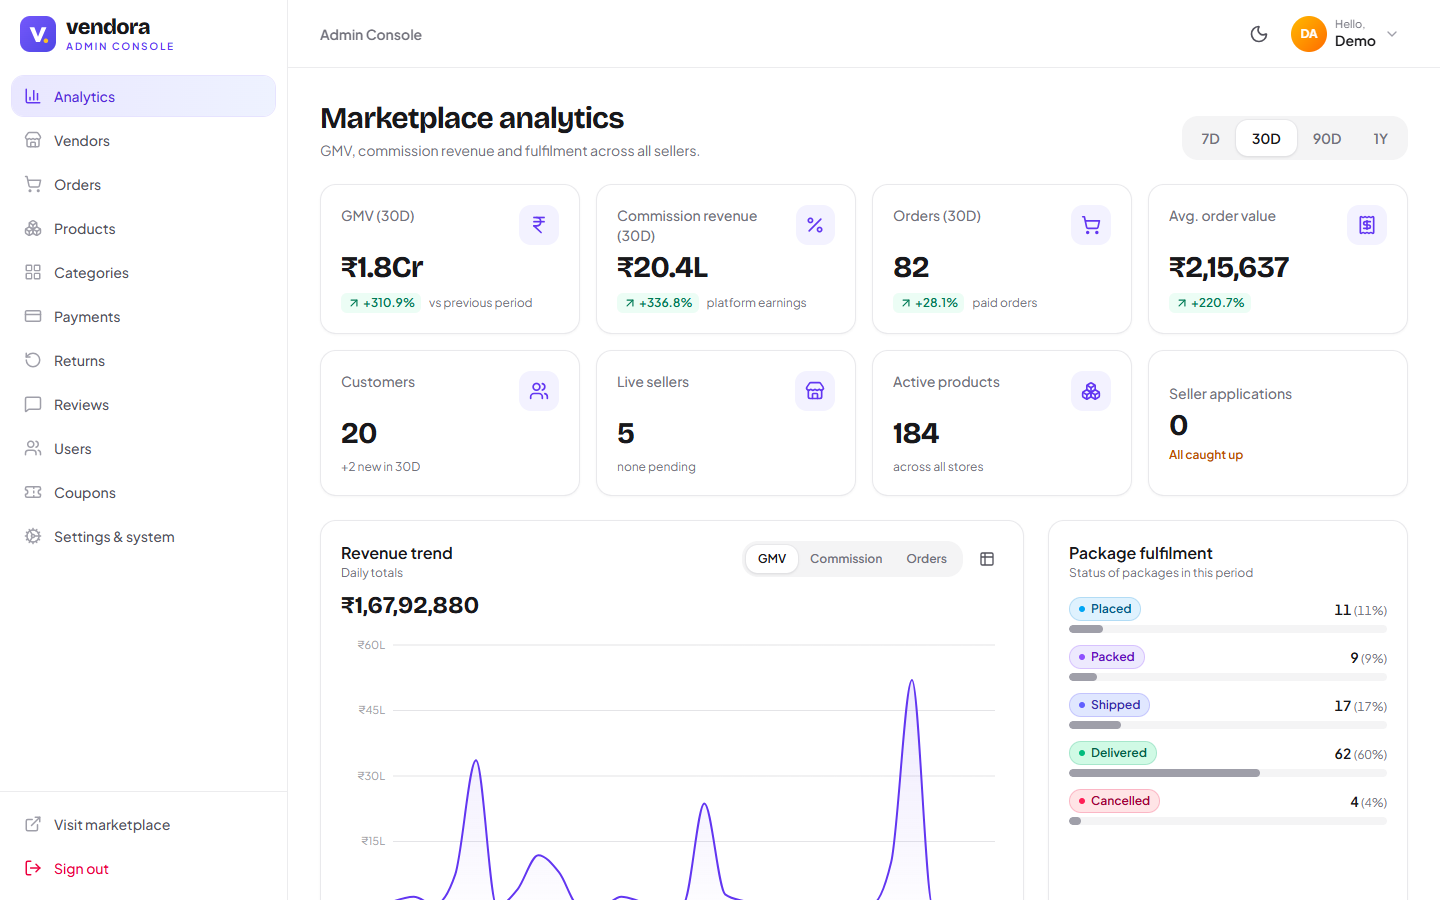 V.
vendora
ADMIN CONSOLE
Analytics
Vendors
Orders
Products
Categories
Payments
Returns
Reviews
Users
Coupons
Settings & system
Visit marketplace
Sign out
Admin Console
DA
Hello,
Demo
Marketplace analytics
GMV, commission revenue and fulfilment across all sellers.
7D 30D 90D 1Y
GMV (30D)
₹1.8Cr
+310.9% vs previous period
Commission revenue
(30D)
₹20.4L
+336.8% platform earnings
Orders (30D)
82
+28.1% paid orders
Avg. order value
₹2,15,637
+220.7%
Customers
20
+2 new in 30D
Live sellers
5
none pending
Active products
184
across all stores
Seller applications
0
All caught up
Revenue trend
Daily totals
GMV Commission Orders
₹1,67,92,880
₹60L
₹45L
₹30L
₹15L
Package fulfilment
Status of packages in this period
Placed 11 (11%)
Packed 9 (9%)
Shipped 17 (17%)
Delivered 62 (60%)
Cancelled 4 (4%)